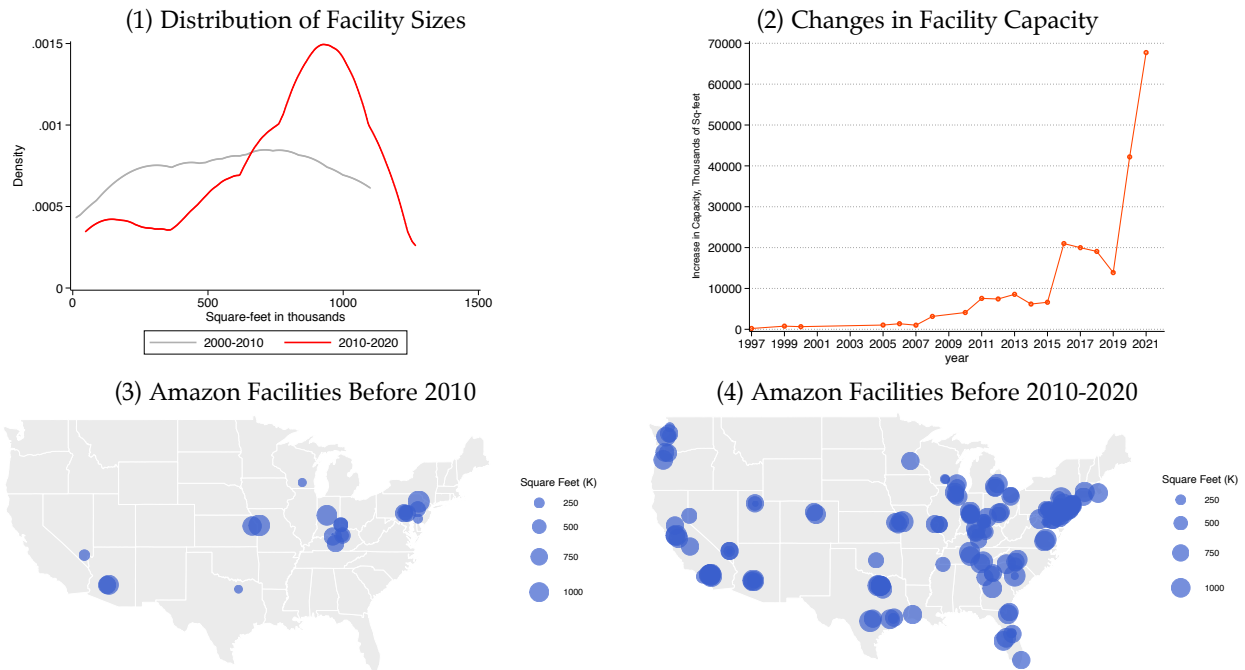 (1) Distribution of Facility Sizes
.0015
.001
.0005
0
Density
0 500 1000 1500
Square-feet in thousands
2000-2010 2010-2020
(2) Changes in Facility Capacity
70000
60000
50000
40000
30000
20000
10000
0
Increase in Capacity, Thousands of Sq-feet
1997 1999 2001 2003 2005 2007 2009 2011 2013 2015 2017 2019 2021
year
(3) Amazon Facilities Before 2010
Square Feet (K)
250
500
750
1000
(4) Amazon Facilities Before 2010-2020
Square Feet (K)
250
500
750
1000